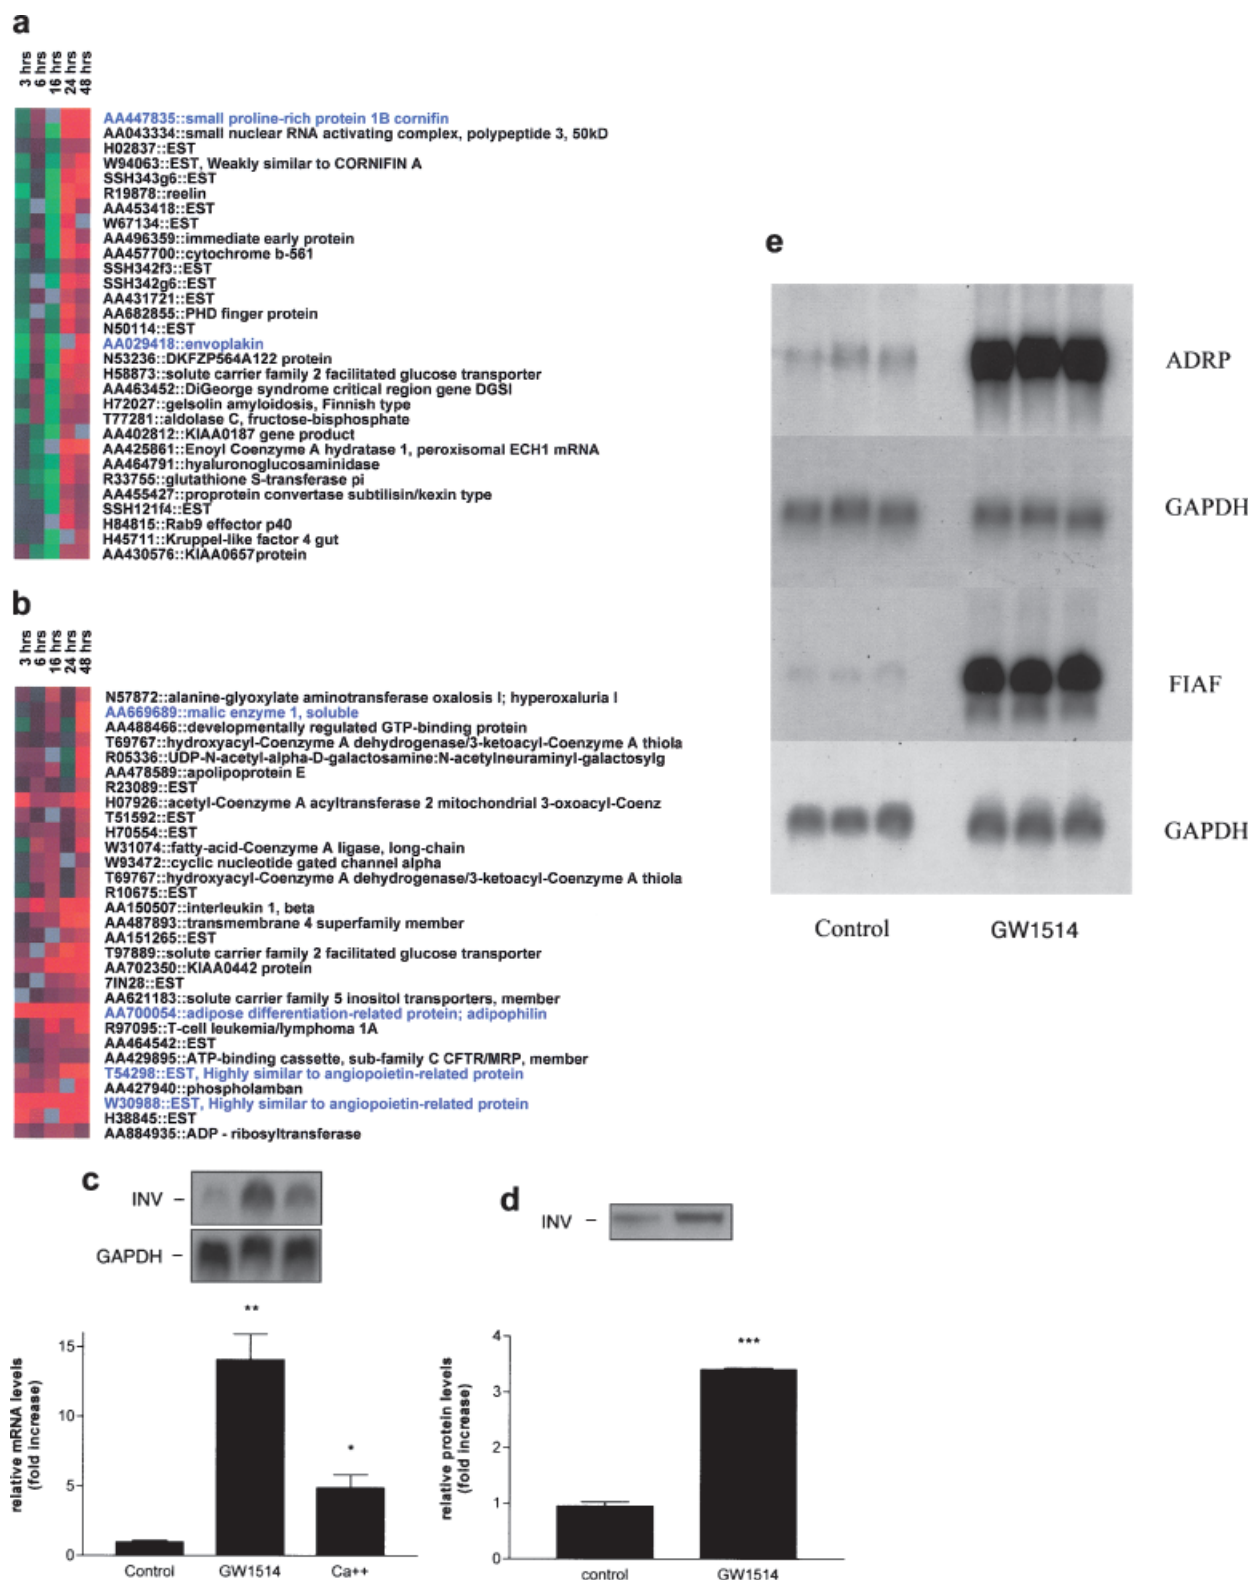 a
3 hrs
6 hrs
16 hrs
24 hrs
48 hrs
AA447835::small proline-rich protein 1B cornifin
AA043334::small nuclear RNA activating complex, polypeptide 3, 50kD
H02837::EST
W94063::EST, Weakly similar to CORNIFIN A
SSH343g6::EST
R19878::reelin
AA453418::EST
W67134::EST
AA496359::immediate early protein
AA457700::cytochrome b-561
SSH342f3::EST
SSH342g6::EST
AA431721::EST
AA682855::PHD finger protein
N50114::EST
AA029418::envoplakin
N53236::DKFZP564A122 protein
H58873::solute carrier family 2 facilitated glucose transporter
AA463452::DiGeorge syndrome critical region gene DGSI
H72027::gelsolin amyloidosis, Finnish type
T77281::aldolase C, fructose-bisphosphate
AA402812::KIAA0187 gene product
AA425861::Enoyl Coenzyme A hydratase 1, peroxisomal ECH1 mRNA
AA464791::hyaluronoglucosaminidase
R33755::glutathione S-transferase pi
AA455427::proprotein convertase subtilisin/kexin type
SSH121f4::EST
H84815::Rab9 effector p40
H45711::Kruppel-like factor 4 gut
AA430576::KIAA0657protein
b
3 hrs
6 hrs
16 hrs
24 hrs
48 hrs
N57872::alanine-glyoxylate aminotransferase oxalosis I; hyperoxaluria I
AA669689::malic enzyme 1, soluble
AA488466::developmentally regulated GTP-binding protein
T69767::hydroxyacyl-Coenzyme A dehydrogenase/3-ketoacyl-Coenzyme A thiola
R05336::UDP-N-acetyl-alpha-D-galactosamine:N-acetylneuraminyl-galactosylg
AA478589::apolipoprotein E
R23089::EST
H07926::acetyl-Coenzyme A acyltransferase 2 mitochondrial 3-oxoacyl-Coenz
T51592::EST
H70554::EST
W31074::fatty-acid-Coenzyme A ligase, long-chain
W93472::cyclic nucleotide gated channel alpha
T69767::hydroxyacyl-Coenzyme A dehydrogenase/3-ketoacyl-Coenzyme A thiola
R10675::EST
AA150507::interleukin 1, beta
AA487893::transmembrane 4 superfamily member
AA151265::EST
T97889::solute carrier family 2 facilitated glucose transporter
AA702350::KIAA0442 protein
7IN28::EST
AA621183::solute carrier family 5 inositol transporters, member
AA700054::adipose differentiation-related protein; adipophilin
R97095::T-cell leukemia/lymphoma 1A
AA464542::EST
AA429895::ATP-binding cassette, sub-family C CFTR/MRP, member
T54298::EST, Highly similar to angiopoietin-related protein
AA427940::phospholamban
W30988::EST, Highly similar to angiopoietin-related protein
H38845::EST
AA884935::ADP - ribosyltransferase
c
INV –
GAPDH –
relative mRNA levels
(fold increase)
15
10
5
0
**
*
Control GW1514 Ca++
d
INV –
relative protein levels
(fold increase)
4
3
2
1
0
***
control GW1514
e
ADRP
GAPDH
FIAF
GAPDH
Control GW1514